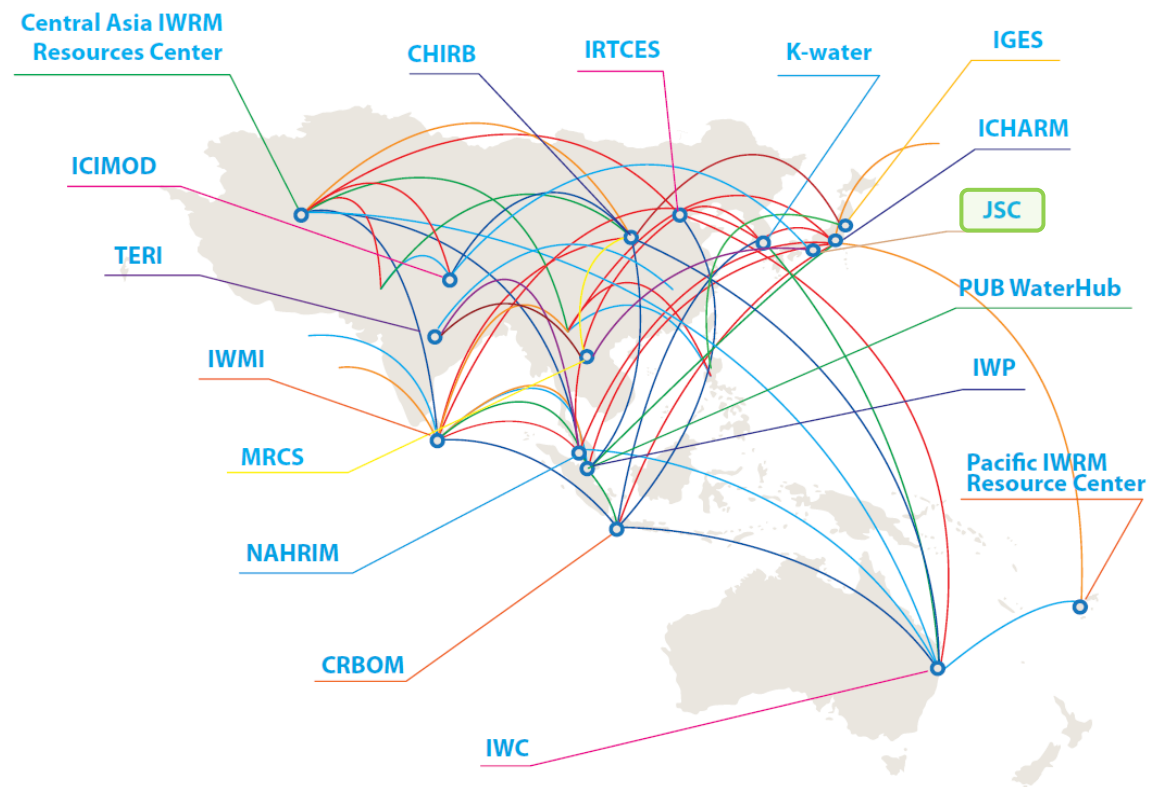 Central Asia IWRM
Resources Center
CHIRB
IRTCES
K-water
IGES
ICHARM
ICIMOD
JSC
TERI
PUB WaterHub
IWMI
IWP
MRCS
Pacific IWRM
Resource Center
NAHRIM
CRBOM
IWC